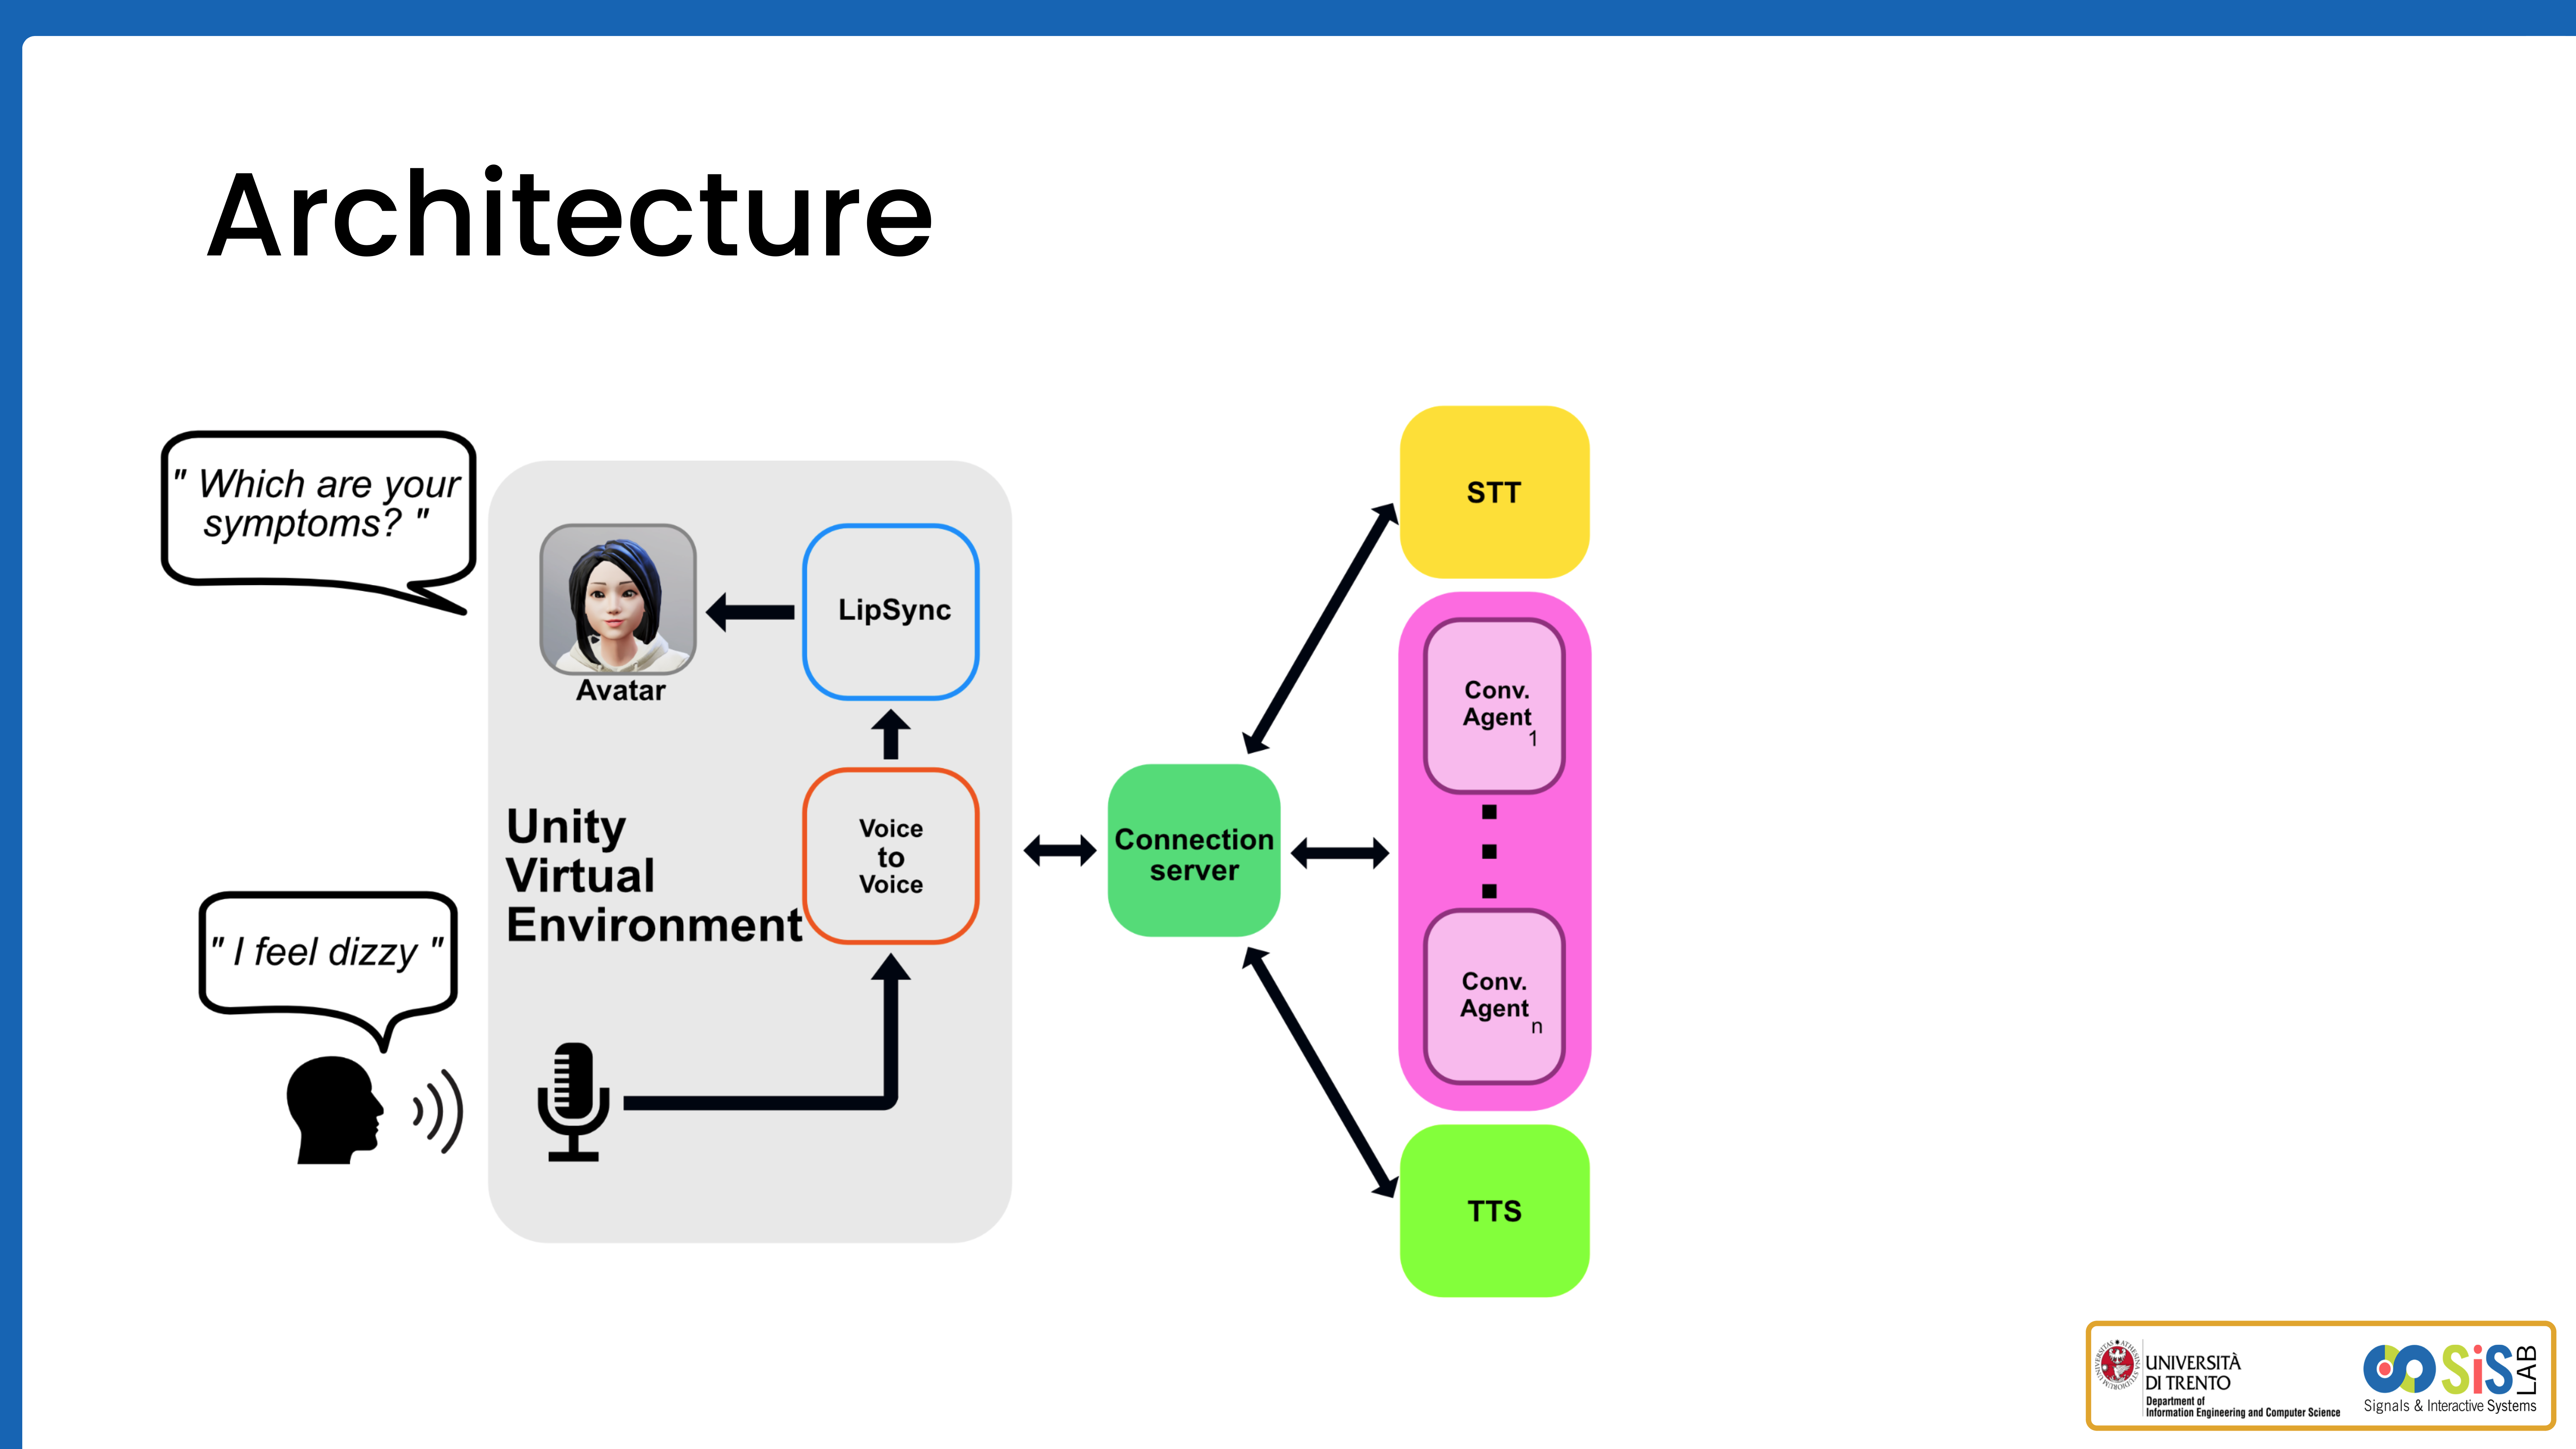 Architecture
" Which are your
symptoms? "
Avatar
LipSync
Unity
Virtual
Environment
Voice
to
Voice
" I feel dizzy "
Connection
server
STT
Conv.
Agent
1
Conv.
Agent
n
TTS
UNIVERSITÀ
DI TRENTO
Department of
Information Engineering and Computer Science
SiS
LAB
Signals & Interactive Systems